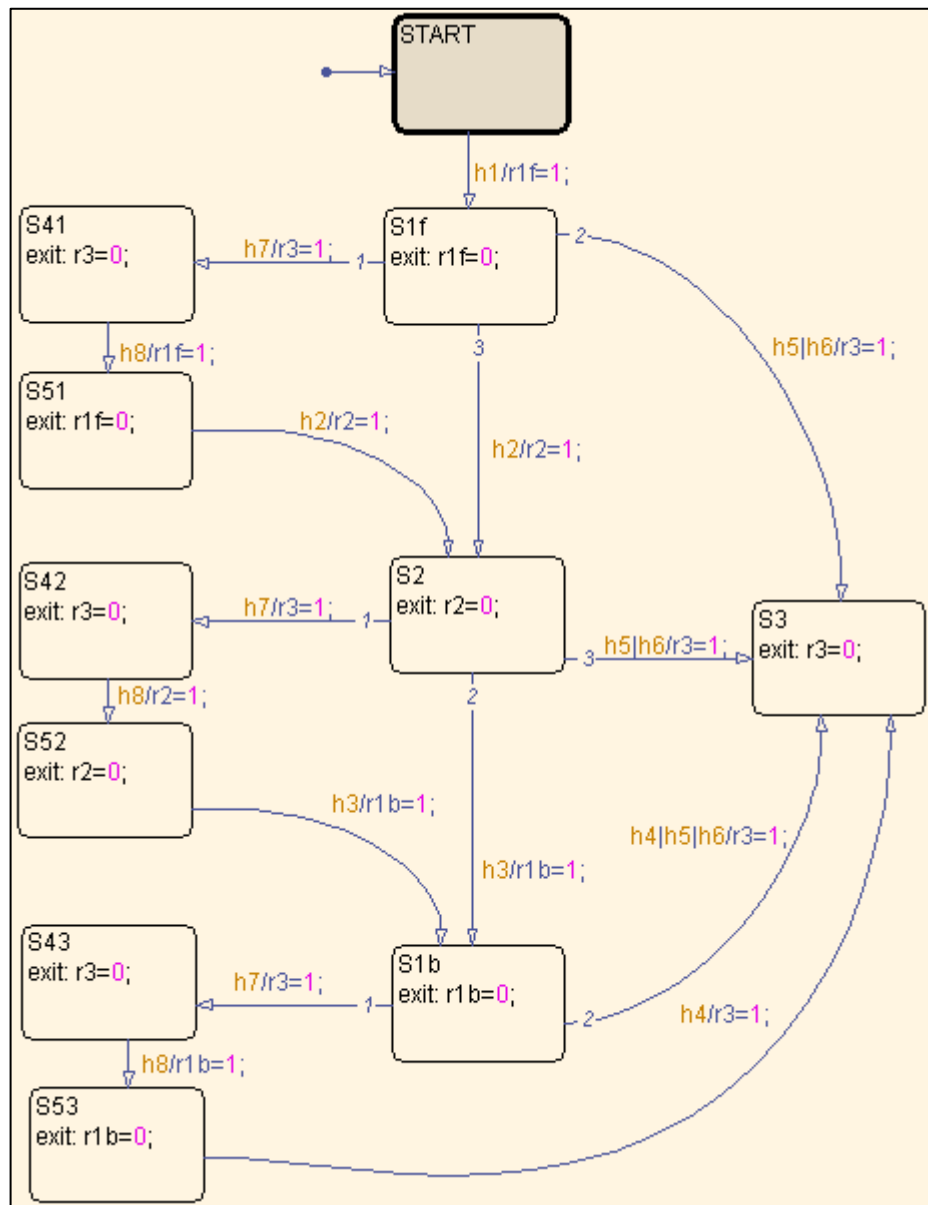 START
h1/r1f=1;
S41
exit: r3=0;
h7/r3=1;
1
S1f
exit: r1f=0;
2
3
h8/r1f=1;
h5|h6/r3=1;
S51
exit: r1f=0;
h2/r2=1;
h2/r2=1;
S42
exit: r3=0;
h7/r3=1;
1
S2
exit: r2=0;
3
h5|h6/r3=1;
2
S3
exit: r3=0;
h8/r2=1;
S52
exit: r2=0;
h3/r1b=1;
h3/r1b=1;
h4|h5|h6/r3=1;
S43
exit: r3=0;
h7/r3=1;
1
S1b
exit: r1b=0;
2
h4/r3=1;
h8/r1b=1;
S53
exit: r1b=0;